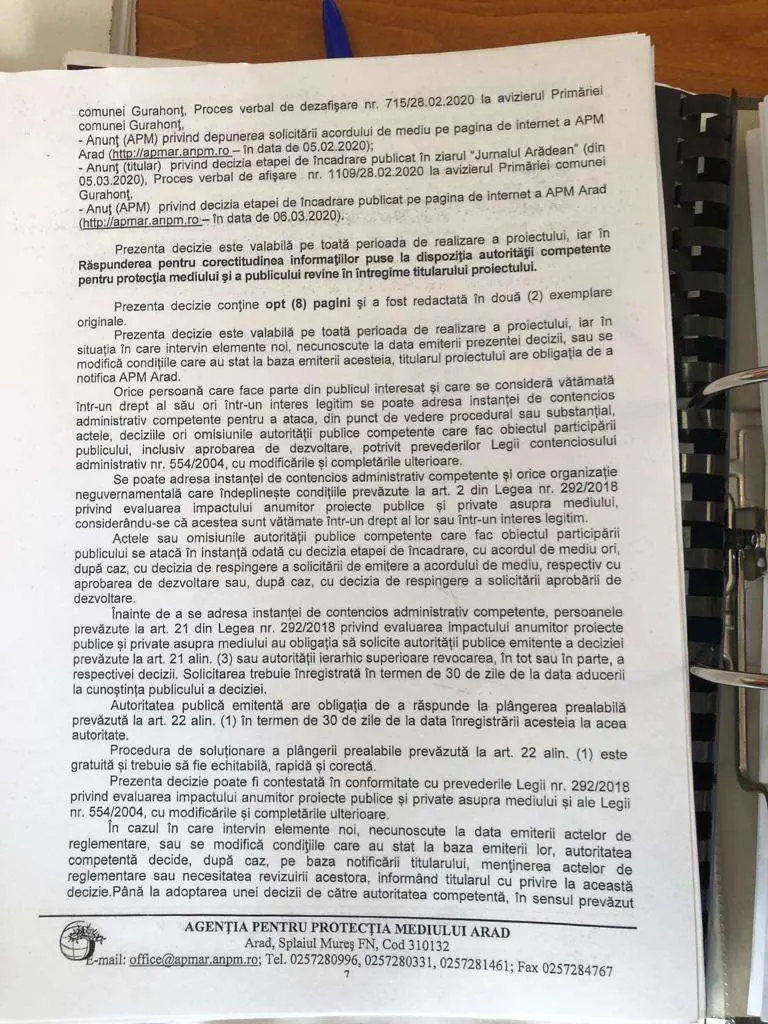 comunei Gurahonț, Proces verbal de dezafișare nr. 715/28.02.2020 la avizierul Primăriei
comunei Gurahonț,
- Anunț (APM) privind depunerea solicitării acordului de mediu pe pagina de internet a APM
Arad (http://apmar.anpm.ro – în data de 05.02.2020);
- Anunț (titular) privind decizia etapei de încadrare publicat în ziarul "Jurnalul Arădean" (din
05.03.2020), Proces verbal de afișare nr. 1109/28.02.2020 la avizierul Primăriei comunei
Gurahonț,
- Anuț (APM) privind decizia etapei de încadrare publicat pe pagina de internet a APM Arad
(http://apmar.anpm.ro – în data de 06.03.2020).
Prezenta decizie este valabilă pe toată perioada de realizare a proiectului, iar în
Răspunderea pentru corectitudinea informațiilor puse la dispoziția autorității competente
pentru protecția mediului și a publicului revine în întregime titularului proiectului.
Prezenta decizie conține opt (8) pagini și a fost redactată în două (2) exemplare
originale.
Prezenta decizie este valabilă pe toată perioada de realizare a proiectului, iar în
situația în care intervin elemente noi, necunoscute la data emiterii prezentei decizii, sau se
modifică condițiile care au stat la baza emiterii acesteia, titularul proiectului are obligația de a
notifica APM Arad.
Orice persoană care face parte din publicul interesat și care se consideră vătămată
într-un drept al său ori într-un interes legitim se poate adresa instanței de contencios
administrativ competente pentru a ataca, din punct de vedere procedural sau substanțial,
actele, deciziile ori omisiunile autorității publice competente care fac obiectul participării
publicului, inclusiv aprobarea de dezvoltare, potrivit prevederilor Legii contenciosului
administrativ nr. 554/2004, cu modificările și completările ulterioare.
Se poate adresa instanței de contencios administrativ competente și orice organizație
neguvernamentală care îndeplinește condițiile prevăzute la art. 2 din Legea nr. 292/2018
privind evaluarea impactului anumitor proiecte publice și private asupra mediului,
considerându-se că acestea sunt vătămate într-un drept al lor sau într-un interes legitim.
Actele sau omisiunile autorității publice competente care fac obiectul participării
publicului se atacă în instanță odată cu decizia etapei de încadrare, cu acordul de mediu ori,
după caz, cu decizia de respingere a solicitării de emitere a acordului de mediu, respectiv cu
aprobarea de dezvoltare sau, după caz, cu decizia de respingere a solicitării aprobării de
dezvoltare.
Înainte de a se adresa instanței de contencios administrativ competente, persoanele
prevăzute la art. 21 din Legea nr. 292/2018 privind evaluarea impactului anumitor proiecte
publice și private asupra mediului au obligația să solicite autorității publice emitente a deciziei
prevăzute la art. 21 alin. (3) sau autorității ierarhic superioare revocarea, în tot sau în parte, a
respectivei decizii. Solicitarea trebuie înregistrată în termen de 30 de zile de la data aducerii
la cunoștința publicului a deciziei.
Autoritatea publică emitentă are obligația de a răspunde la plângerea prealabilă
prevăzută la art. 22 alin. (1) în termen de 30 de zile de la data înregistrării acesteia la acea
autoritate.
Procedura de soluționare a plângerii prealabile prevăzută la art. 22 alin. (1) este
gratuită și trebuie să fie echitabilă, rapidă și corectă.
Prezenta decizie poate fi contestată în conformitate cu prevederile Legii nr. 292/2018
privind evaluarea impactului anumitor proiecte publice și private asupra mediului și ale Legii
nr. 554/2004, cu modificările și completările ulterioare.
În cazul în care intervin elemente noi, necunoscute la data emiterii actelor de
reglementare, sau se modifică condițiile care au stat la baza emiterii lor, autoritatea
competentă decide, după caz, pe baza notificării titularului, menținerea actelor de
reglementare sau necesitatea revizuirii acestora, informând titularul cu privire la această
decizie.Până la adoptarea unei decizii de către autoritatea competentă, în sensul prevăzut
AGENȚIA PENTRU PROTECȚIA MEDIULUI ARAD
Arad, Splaiul Mureș FN, Cod 310132
E-mail: office@apmar.anpm.ro; Tel. 0257280996, 0257280331, 0257281461; Fax 0257284767
7